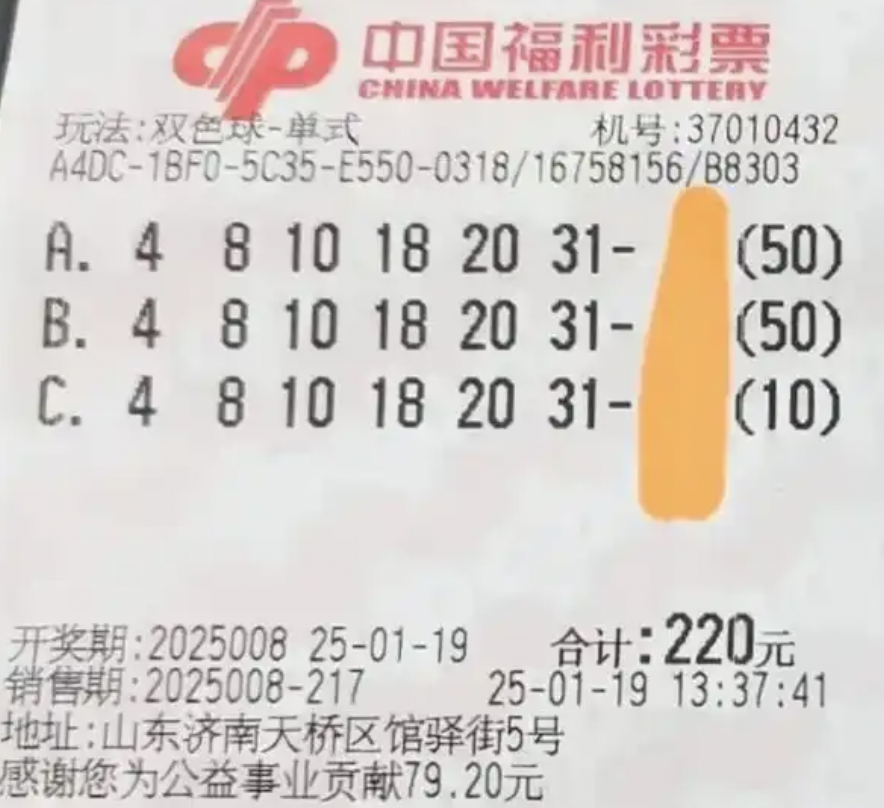 中国福利彩票
CHINA WELFARE LOTTERY
玩法:双色球-单式 机号:37010432
A4DC-1BF0-5C35-E550-0318/16758156/B8303
A. 4 8 10 18 20 31- (50)
B. 4 8 10 18 20 31- (50)
C. 4 8 10 18 20 31- (10)
开奖期:2025008 25-01-19 合计:220元
销售期:2025008-217 25-01-19 13:37:41
地址:山东济南天桥区馆驿街5号
感谢您为公益事业贡献79.20元